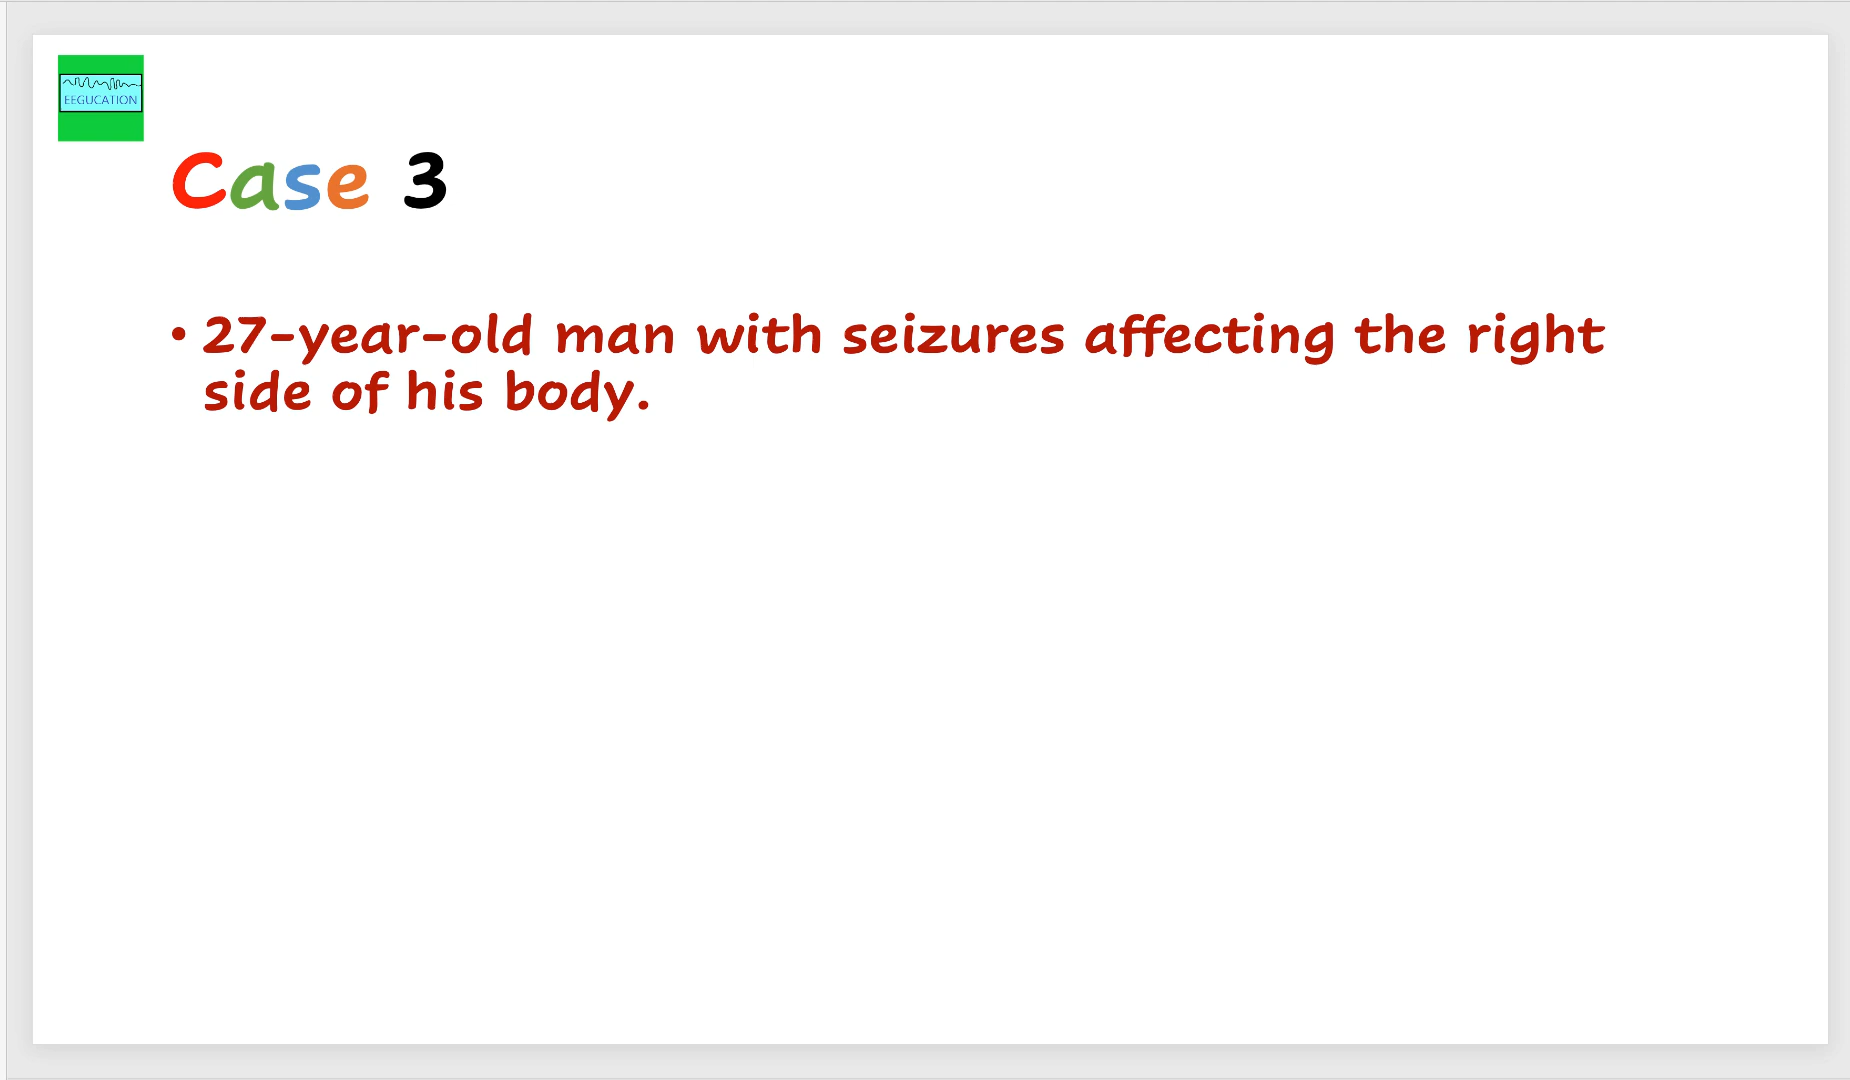 EEGUCATION
Case 3
• 27-year-old man with seizures affecting the right
side of his body.